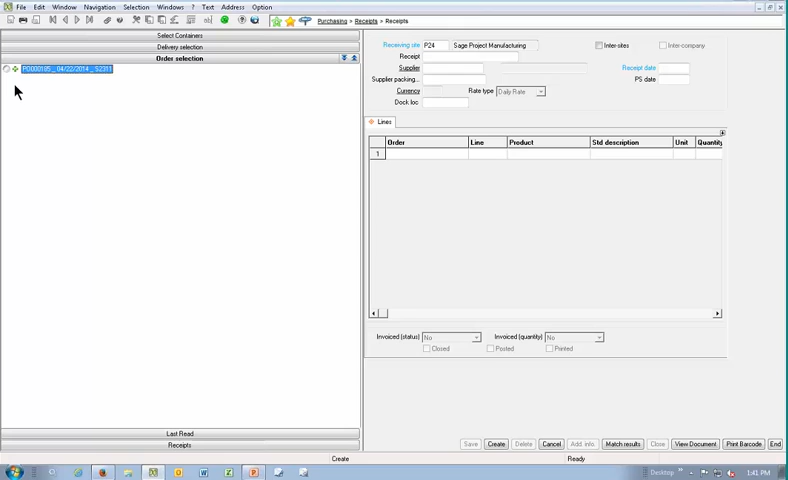 File Edit Window Navigation Selection Windows ? Text Address Option
Purchasing > Receipts > Receipts
Select Containers
Delivery selection
Order selection
PO000185 _ 04/22/2014 _ S2311
Last Read
Receipts
Receiving site P24 Sage Project Manufacturing Inter-sites Inter-company
Receipt
Supplier Receipt date
Supplier packing... PS date
Currency Rate type Daily Rate
Dock loc
Lines
Order Line Product Std description Unit Quantity
1
Invoiced (status) No Invoiced (quantity) No
Closed Posted Printed
Save Create Delete Cancel Add. info. Match results Close View Document Print Barcode End
Create Ready
Desktop 1:41 PM